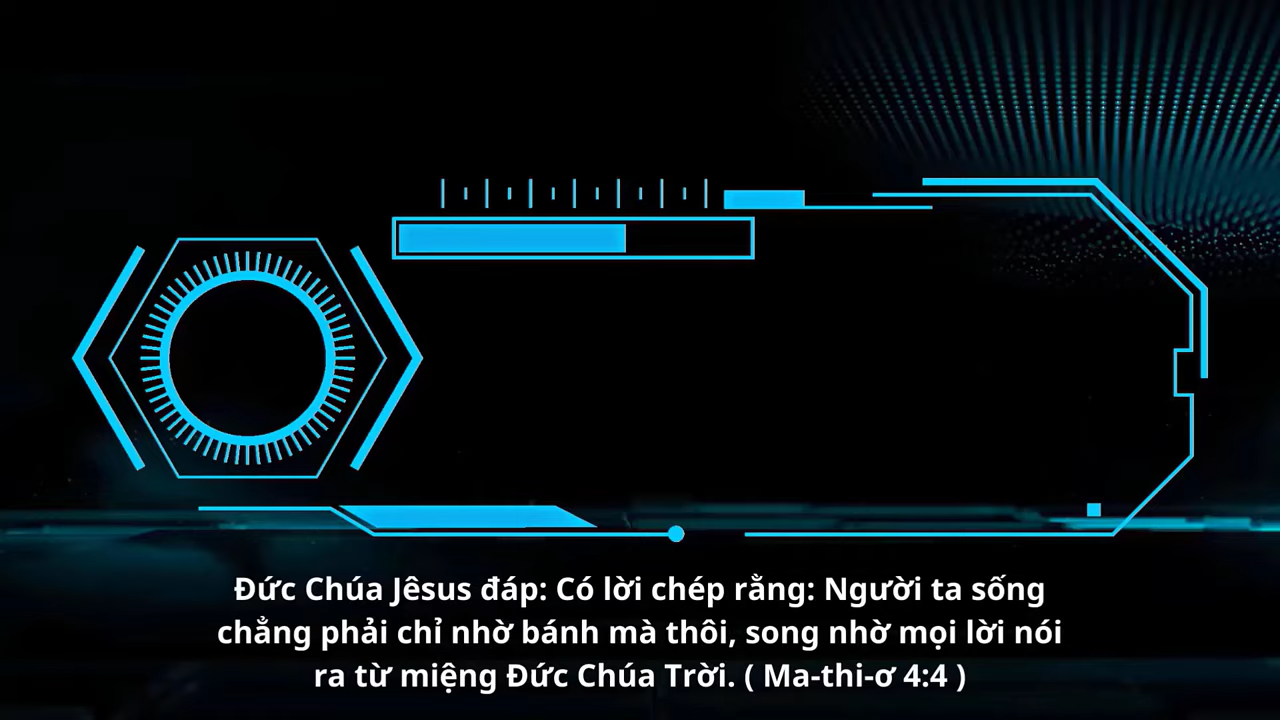 Đức Chúa Jêsus đáp: Có lời chép rằng: Người ta sống
chẳng phải chỉ nhờ bánh mà thôi, song nhờ mọi lời nói
ra từ miệng Đức Chúa Trời. ( Ma-thi-ơ 4:4 )